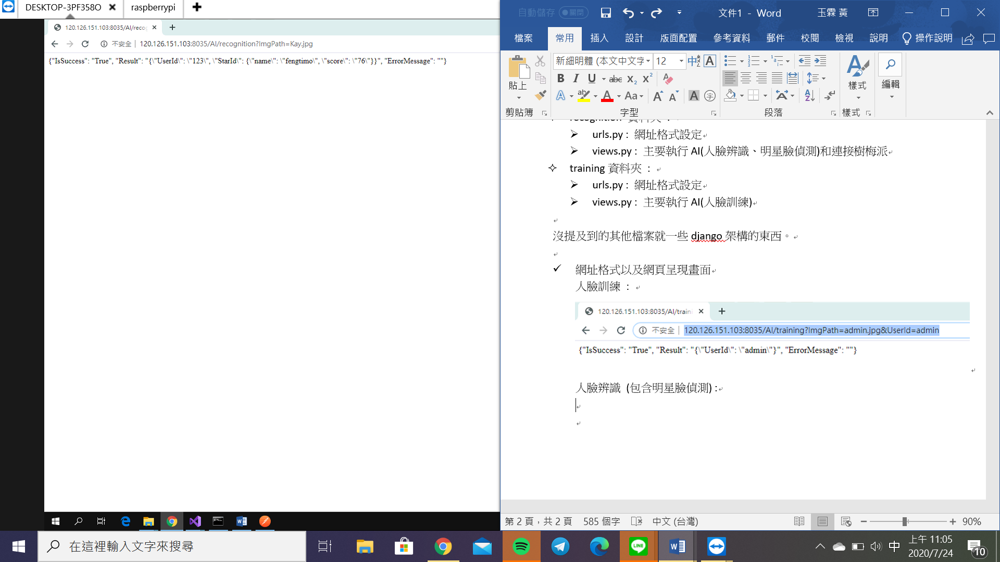 DESKTOP-3PF358O
raspberrypi
120.126.151.103:8035/AI/reco
不安全
120.126.151.103:8035/AI/recognition?ImgPath=Kay.jpg
{"IsSuccess": "True", "Result": "{\"UserId\": \"123\", \"StarId\": {\"name\": \"fengtimo\", \"score\": \"76\"}}", "ErrorMessage": ""}
自動儲存 關閉
文件1 - Word
玉霖 黃
檔案 常用 插入 設計 版面配置 參考資料 郵件 校閱 檢視 說明 操作說明
貼上
新細明體 (本文中文字
12
樣式
編輯
剪貼簿 字型 段落 樣式
recognition 資料夾 :
urls.py : 網址格式設定
views.py : 主要執行 AI(人臉辨識、明星臉偵測)和連接樹梅派
training 資料夾 :
urls.py : 網址格式設定
views.py : 主要執行 AI(人臉訓練)
沒提及到的其他檔案就一些 django 架構的東西。
網址格式以及網頁呈現畫面
人臉訓練 :
120.126.151.103:8035/AI/traini
不安全
120.126.151.103:8035/AI/training?ImgPath=admin.jpg&UserId=admin
{"IsSuccess": "True", "Result": "{\"UserId\": \"admin\"}", "ErrorMessage": ""}
人臉辨識 (包含明星臉偵測) :
第 2 頁，共 2 頁 585 個字 中文 (台灣)
90%
在這裡輸入文字來搜尋
LINE
中
上午 11:05
2020/7/24
10